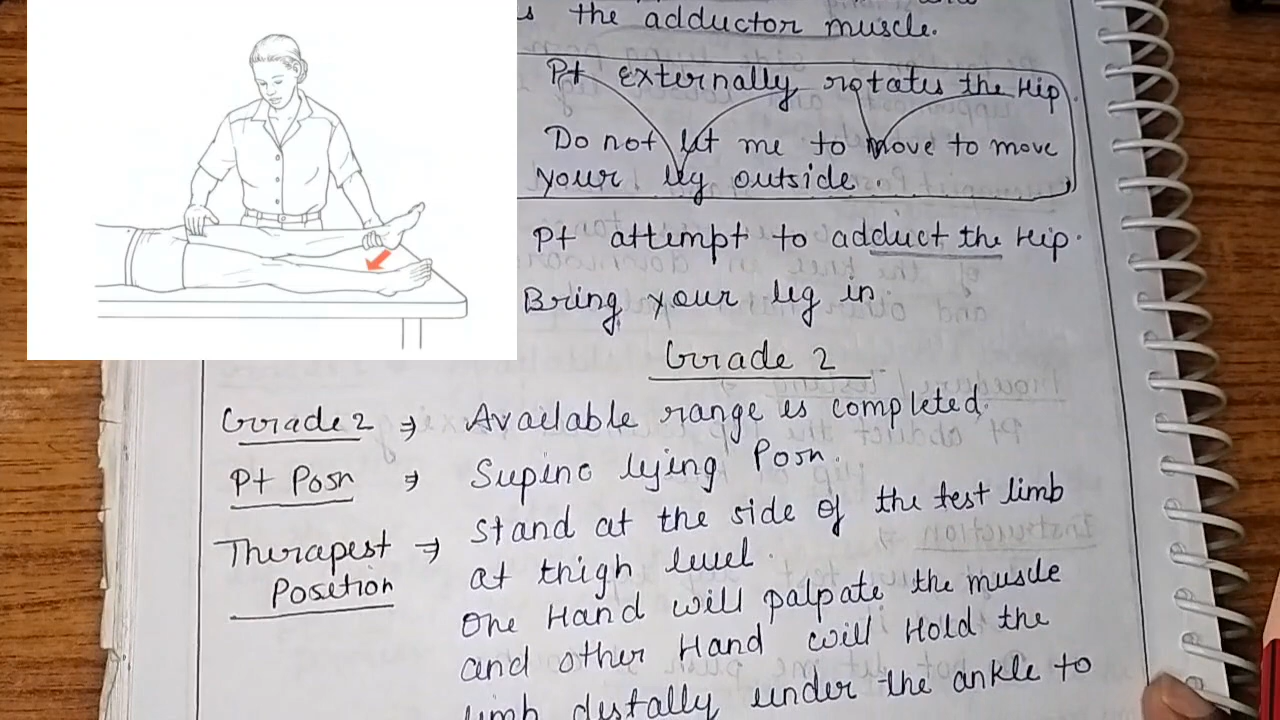 the adductor muscle.
Pt externally rotates the Hip.
Do not let me to move to move
your leg outside.
Pt attempt to adduct the Hip.
Bring your leg in
Grade 2
Grade 2 ⇒ Available range is completed.
Pt Posn ⇒ Supine lying Posn.
Therapest Position ⇒ stand at the side of the test limb
at thigh level.
one Hand will palpate the muscle
and other Hand will Hold the
limb distally under the ankle to